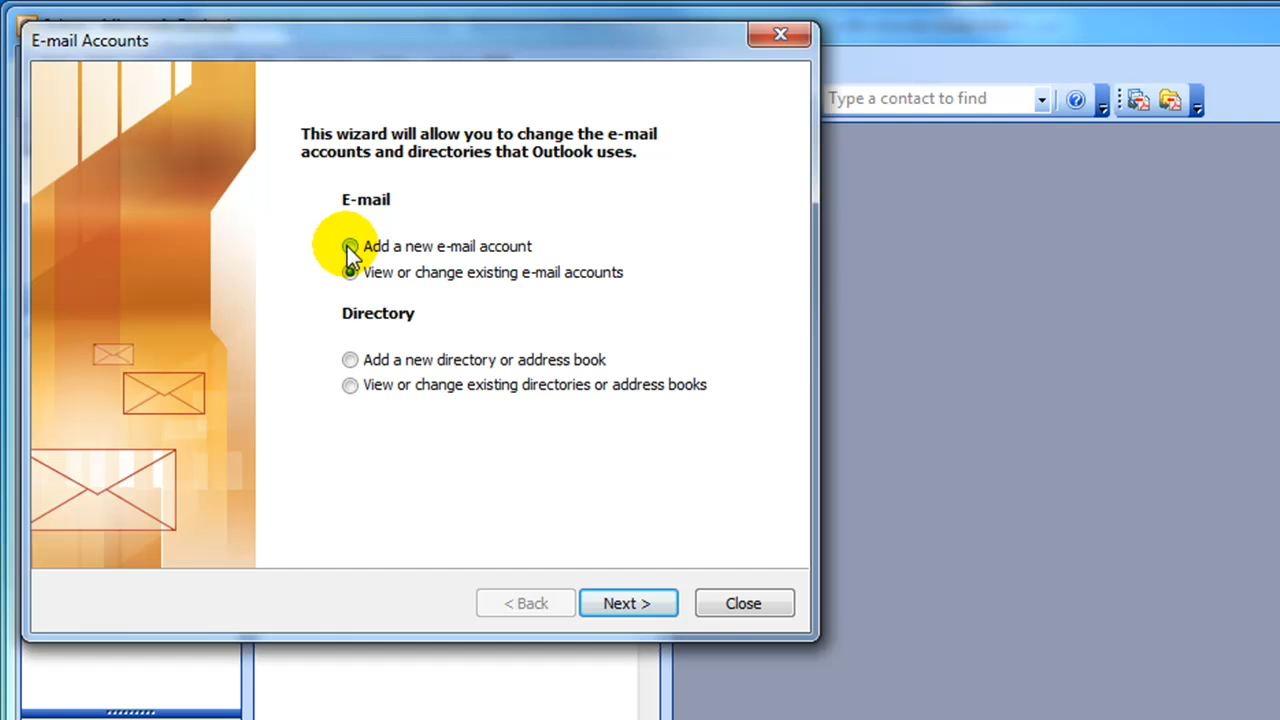 E-mail Accounts
Type a contact to find
This wizard will allow you to change the e-mail
accounts and directories that Outlook uses.
E-mail
Add a new e-mail account
View or change existing e-mail accounts
Directory
Add a new directory or address book
View or change existing directories or address books
< Back
Next >
Close